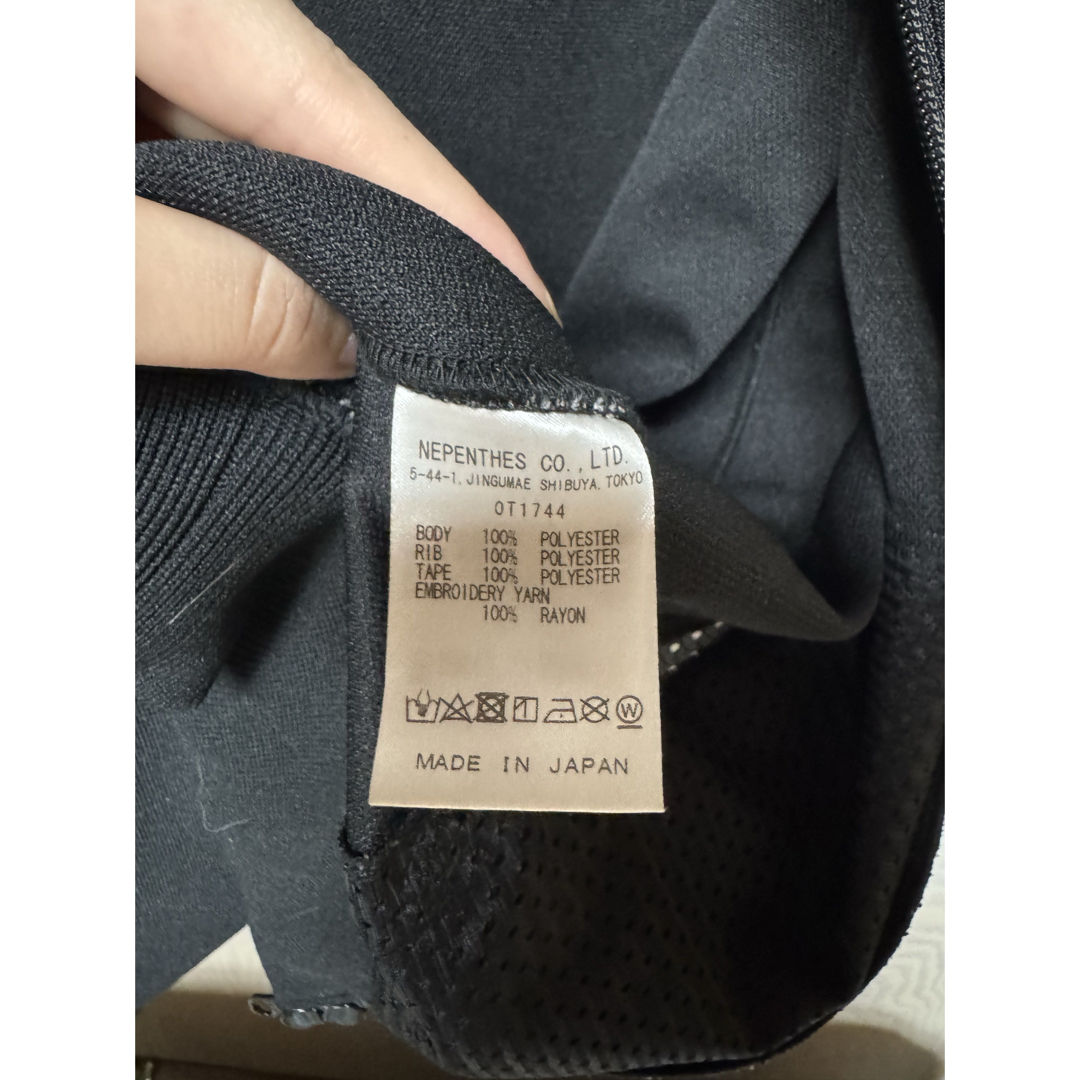 NEPENTHES CO.,LTD.
5-44-1, JINGUMAE SHIBUYA. TOKYO
OT1744
BODY 100% POLYESTER
RIB 100% POLYESTER
TAPE 100% POLYESTER
EMBROIDERY YARN
100% RAYON
W
MADE IN JAPAN